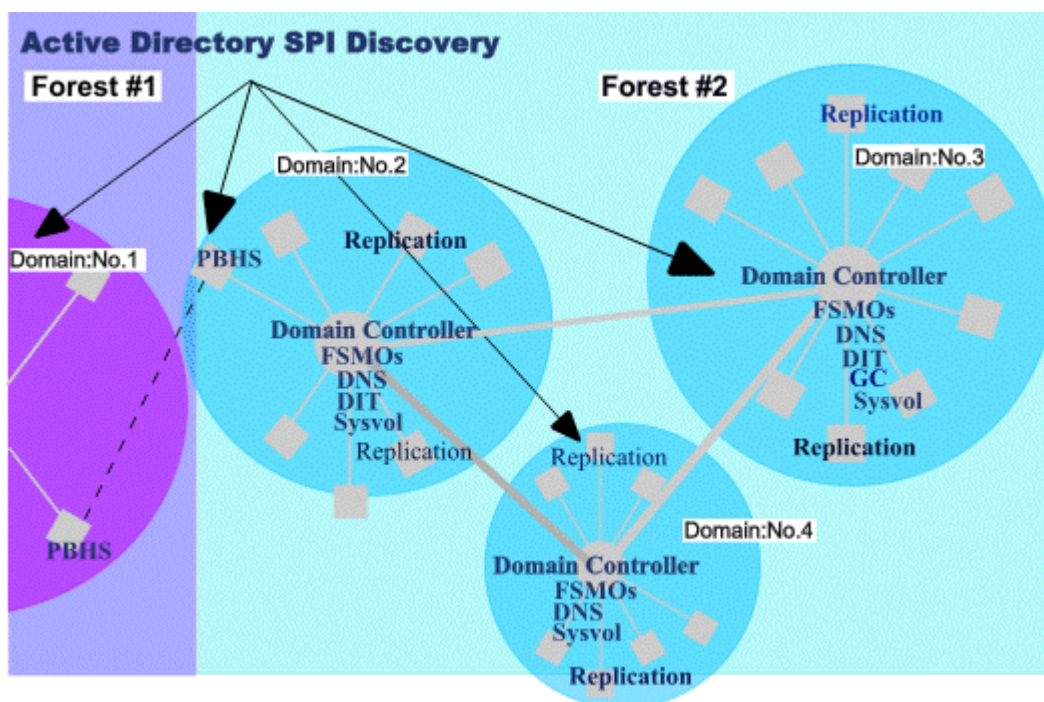 Active Directory SPI Discovery
Forest #1
Forest #2
Replication
Domain:No.3
Domain:No.2
Replication
Domain:No.1
PBHS
Domain Controller
FSMOs
DNS
DIT
GC
Sysvol
Replication
Domain Controller
FSMOs
DNS
DIT
Sysvol
Replication
Replication
Domain:No.4
PBHS
Domain Controller
FSMOs
DNS
Sysvol
Replication